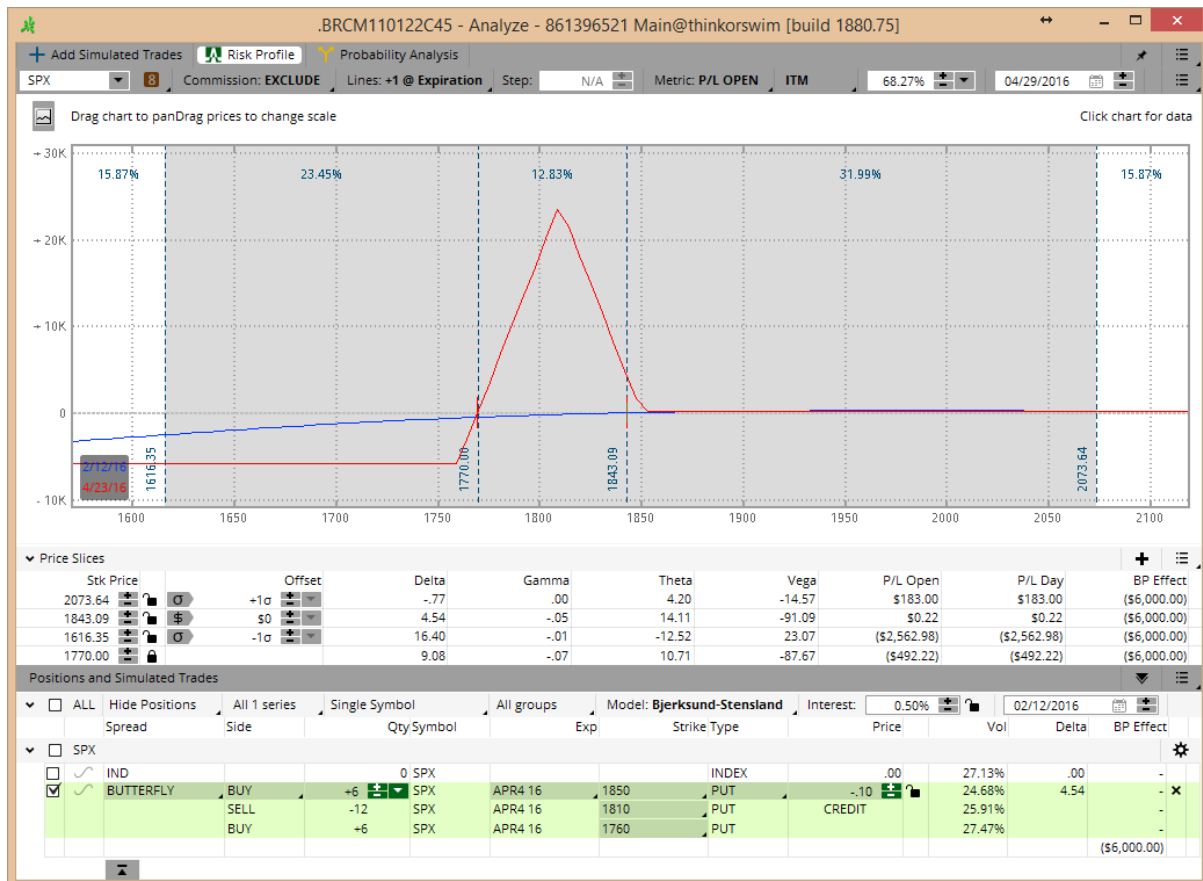 .BRCM110122C45 - Analyze - 861396521 Main@thinkorswim [build 1880.75]
Add Simulated Trades Risk Profile Probability Analysis
SPX 8 Commission: EXCLUDE Lines: +1 @ Expiration Step: N/A Metric: P/L OPEN ITM 68.27% 04/29/2016
Drag chart to panDrag prices to change scale Click chart for data
+ 30K
15.87% 23.45% 12.83% 31.99% 15.87%
+ 20K
+ 10K
0
1616.35 1770.00 1843.09 2073.64
2/12/16
4/23/16
- 10K
1600 1650 1700 1750 1800 1850 1900 1950 2000 2050 2100
Price Slices
Stk Price Offset Delta Gamma Theta Vega P/L Open P/L Day BP Effect
2073.64 σ +1σ -.77 .00 4.20 -14.57 $183.00 $183.00 ($6,000.00)
1843.09 $ $0 4.54 -.05 14.11 -91.09 $0.22 $0.22 ($6,000.00)
1616.35 σ -1σ 16.40 -.01 -12.52 23.07 ($2,562.98) ($2,562.98) ($6,000.00)
1770.00 9.08 -.07 10.71 -87.67 ($492.22) ($492.22) ($6,000.00)
Positions and Simulated Trades
ALL Hide Positions All 1 series Single Symbol All groups Model: Bjerksund-Stensland Interest: 0.50% 02/12/2016
Spread Side Qty Symbol Exp Strike Type Price Vol Delta BP Effect
SPX
IND 0 SPX INDEX .00 27.13% .00 -
BUTTERFLY BUY +6 SPX APR4 16 1850 PUT -.10 24.68% 4.54 -
SELL -12 SPX APR4 16 1810 PUT CREDIT 25.91% -
BUY +6 SPX APR4 16 1760 PUT 27.47% -
($6,000.00)